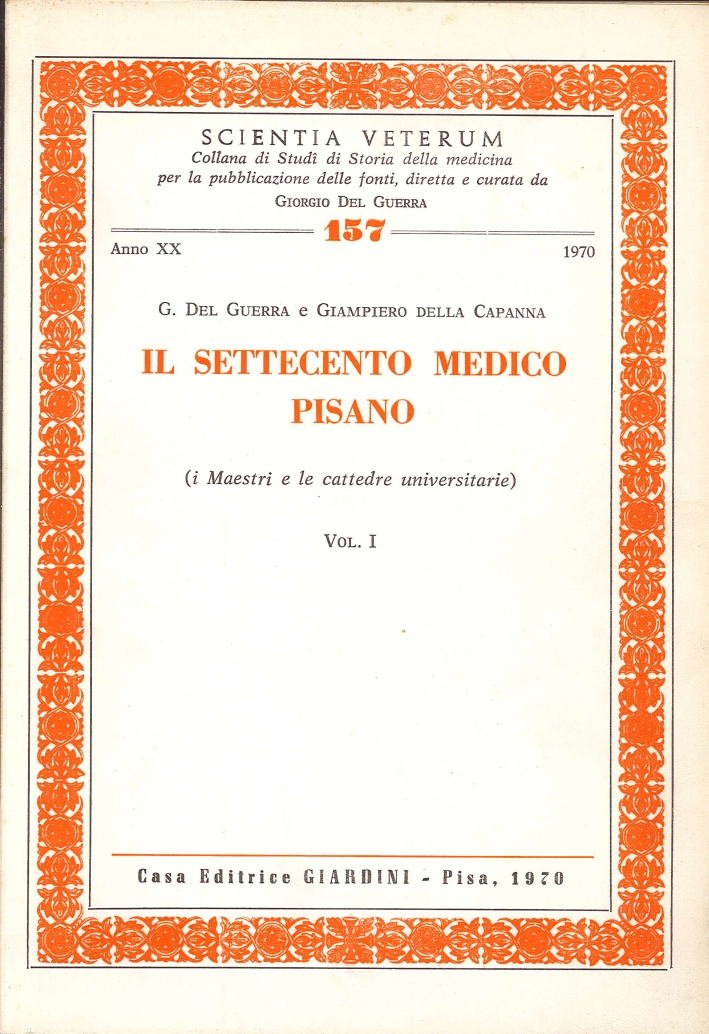 SCIENTIA VETERUM
Collana di Studî di Storia della medicina
per la pubblicazione delle fonti, diretta e curata da
GIORGIO DEL GUERRA
157
Anno XX 1970
G. DEL GUERRA e GIAMPIERO DELLA CAPANNA
IL SETTECENTO MEDICO
PISANO
(i Maestri e le cattedre universitarie)
VOL. I
Casa Editrice GIARDINI - Pisa, 1970